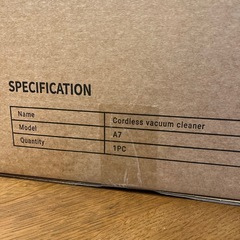 SPECIFICATION
Name Cordless vacuum cleaner
Model A7
Quantity 1PC